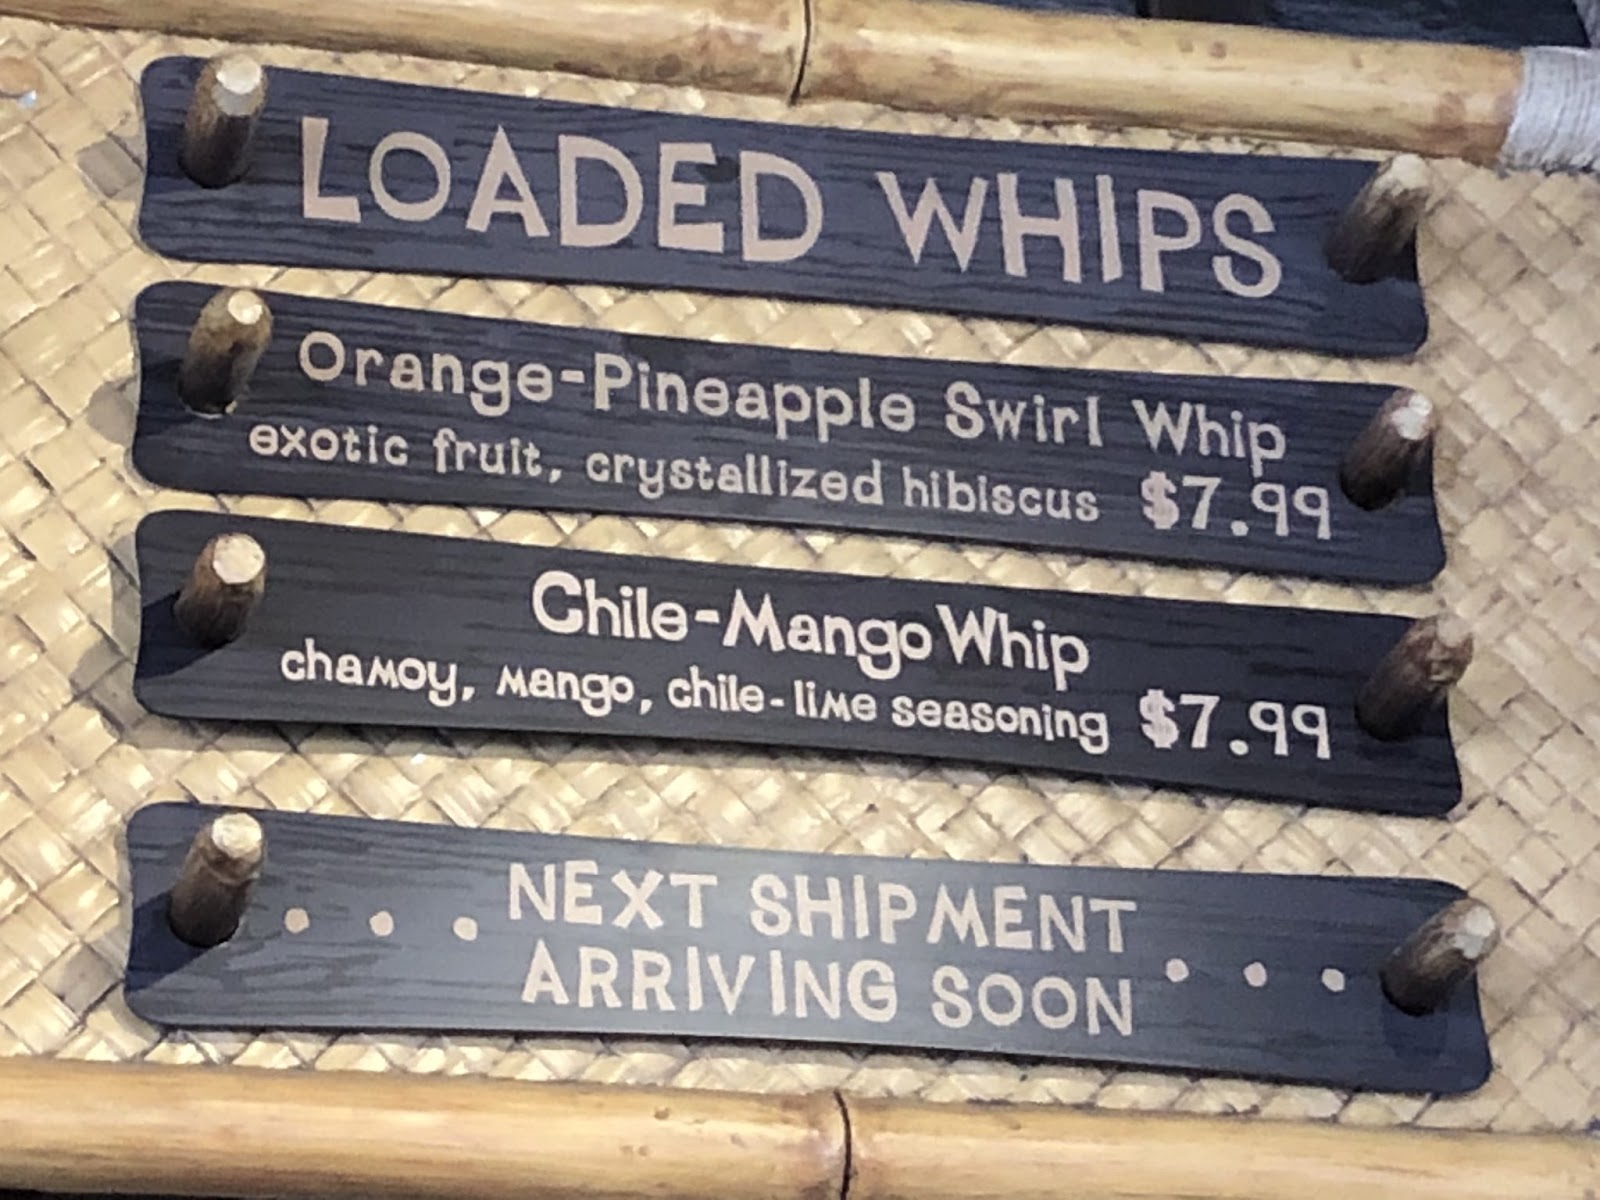 LOADED WHIPS
Orange-Pineapple Swirl Whip
exotic fruit, crystallized hibiscus $7.99
Chile-Mango Whip
chamoy, mango, chile-lime seasoning $7.99
...NEXT SHIPMENT
ARRIVING SOON...